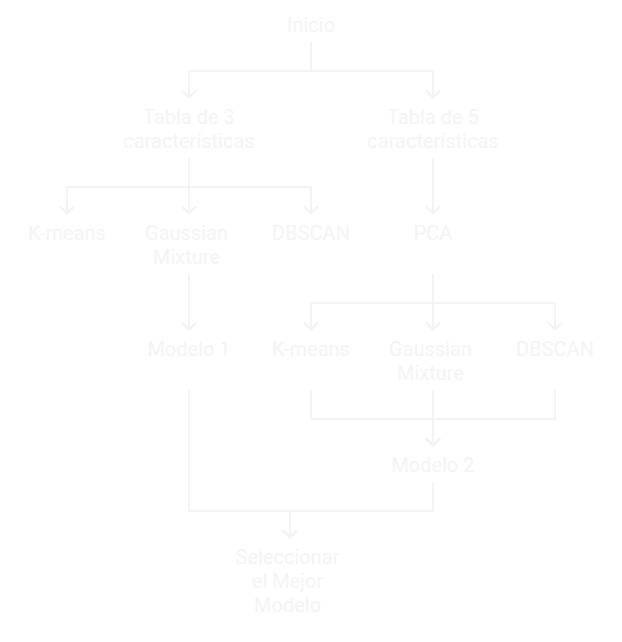 Inicio
Tabla de 3
características
Tabla de 5
características
K-means
Gaussian
Mixture
DBSCAN
PCA
Modelo 1
K-means
Gaussian
Mixture
DBSCAN
Modelo 2
Seleccionar
el Mejor
Modelo